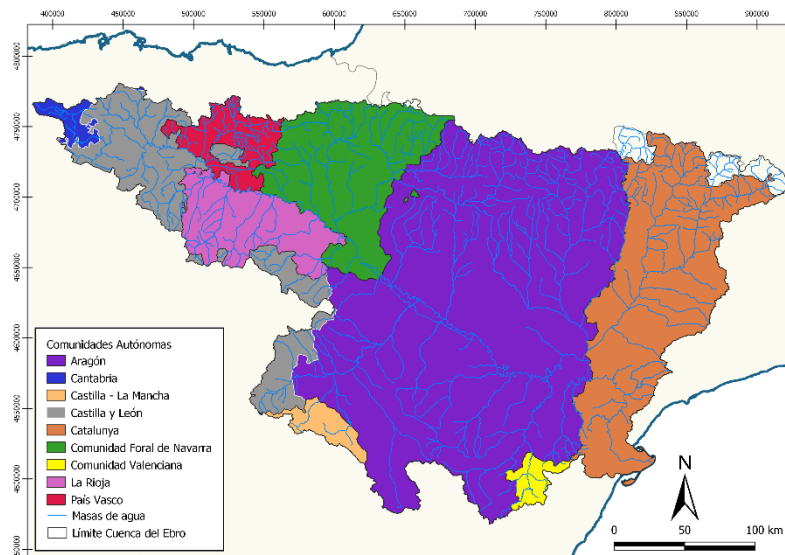 400000 450000 500000 550000 600000 650000 700000 750000 800000 850000 900000
4800000
4750000
4700000
4650000
4600000
4550000
4500000
Comunidades Autónomas
Aragón
Cantabria
Castilla - La Mancha
Castilla y León
Catalunya
Comunidad Foral de Navarra
Comunidad Valenciana
La Rioja
País Vasco
Masas de agua
Límite Cuenca del Ebro
N
0 50 100 km